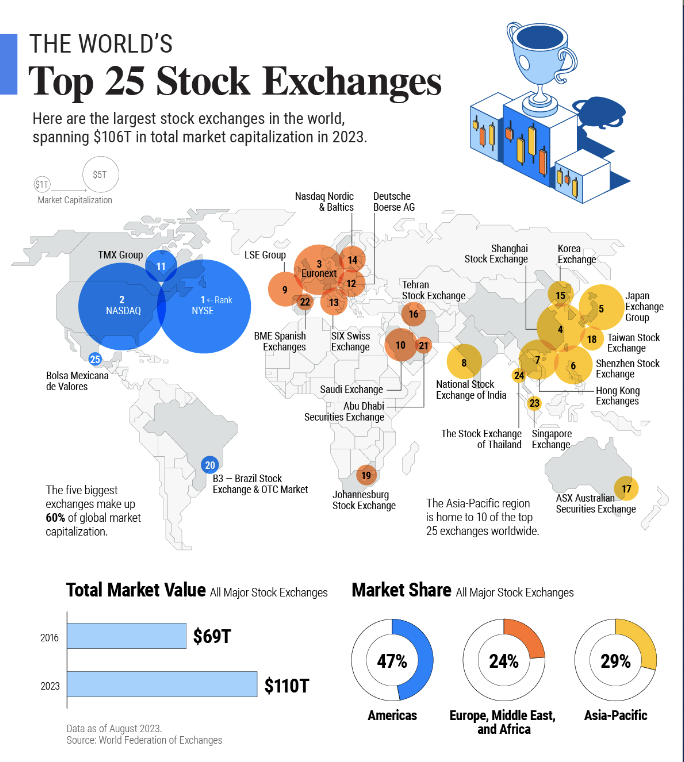 THE WORLD'S
Top 25 Stock Exchanges
Here are the largest stock exchanges in the world,
spanning $106T in total market capitalization in 2023.
$1T
$5T
Market Capitalization
Nasdaq Nordic
& Baltics
Deutsche
Boerse AG
TMX Group
11
LSE Group
3
Euronext
14
Shanghai
Stock Exchange
Korea
Exchange
2
NASDAQ
1 ←Rank
NYSE
9
22
13
12
Tehran
Stock Exchange
16
15
5
Japan
Exchange
Group
4
BME Spanish
Exchanges
SIX Swiss
Exchange
10
21
18
Taiwan Stock
Exchange
25
Bolsa Mexicana
de Valores
8
7
6
Shenzhen Stock
Exchange
Saudi Exchange
National Stock
Exchange of India
24
Hong Kong
Exchanges
Abu Dhabi
Securities Exchange
23
The Stock Exchange
of Thailand
Singapore
Exchange
20
B3 – Brazil Stock
Exchange & OTC Market
19
Johannesburg
Stock Exchange
17
ASX Australian
Securities Exchange
The five biggest
exchanges make up
60% of global market
capitalization.
The Asia-Pacific region
is home to 10 of the top
25 exchanges worldwide.
Total Market Value All Major Stock Exchanges
2016
$69T
2023
$110T
Data as of August 2023.
Source: World Federation of Exchanges
Market Share All Major Stock Exchanges
47%
Americas
24%
Europe, Middle East,
and Africa
29%
Asia-Pacific